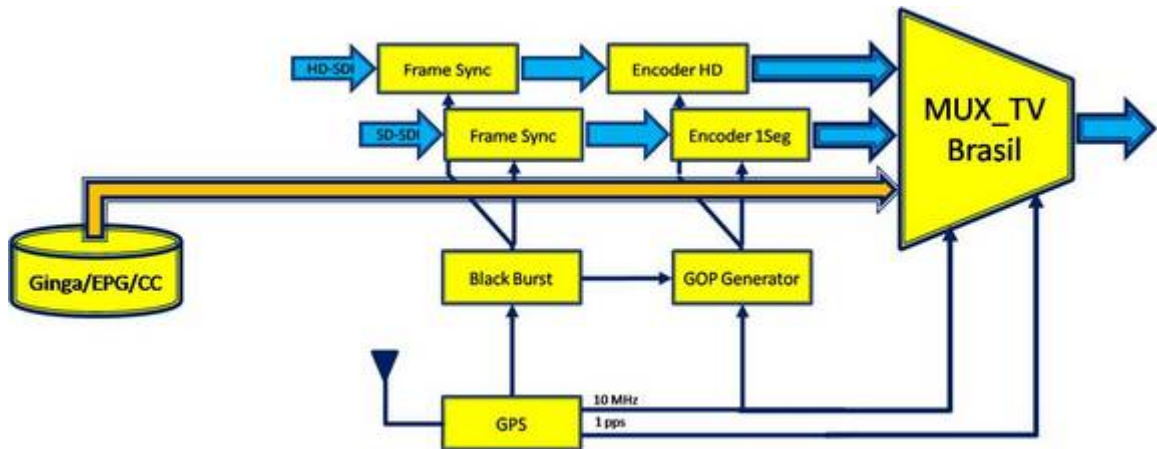 HD-SDI
Frame Sync
Encoder HD
SD-SDI
Frame Sync
Encoder 1Seg
MUX_TV
Brasil
Ginga/EPG/CC
Black Burst
GOP Generator
GPS
10 MHz
1 pps